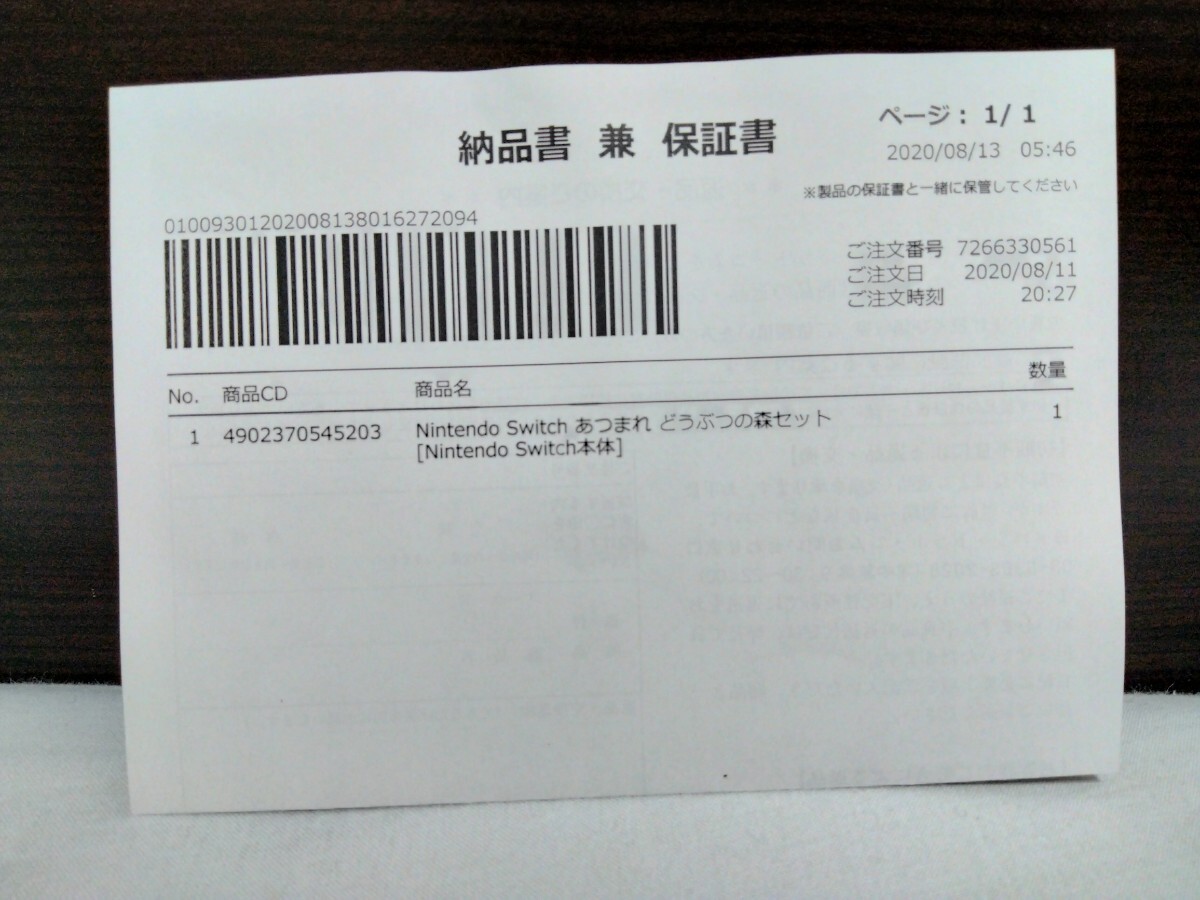 納品書 兼 保証書
ページ： 1/ 1
2020/08/13 05:46
※製品の保証書と一緒に保管してください
01009301202008138016272094
ご注文番号 7266330561
ご注文日 2020/08/11
ご注文時刻 20:27
No. 商品CD 商品名 数量
1 4902370545203 Nintendo Switch あつまれ どうぶつの森セット 1
[Nintendo Switch本体]